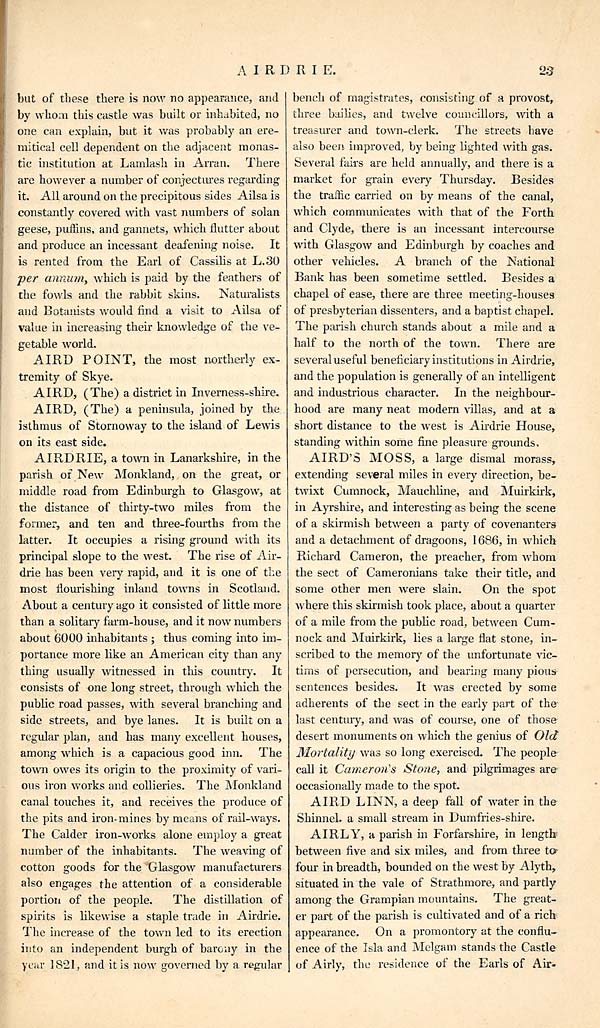 AIRDRIE. 23
but of these there is now no appearance, and
by whom this castle was built or inhabited, no
one can explain, but it was probably an ere-
mitical cell dependent on the adjacent monas-
tic institution at Lamlash in Arran. There
are however a number of conjectures regarding
it. All around on the precipitous sides Ailsa is
constantly covered with vast numbers of solan
geese, puffins, and gannets, which flutter about
and produce an incessant deafening noise. It
is rented from the Earl of Cassilis at L.30
per annum, which is paid by the feathers of
the fowls and the rabbit skins. Naturalists
and Botanists would find a visit to Ailsa of
value in increasing their knowledge of the ve-
getable world.
AIRD POINT, the most northerly ex-
tremity of Skye.
AIRD, (The) a district in Inverness-shire.
AIRD, (The) a peninsula, joined by the
isthmus of Stornoway to the island of Lewis
on its east side.
AIRDRIE, a town in Lanarkshire, in the
parish of New Monkland, on the great, or
middle road from Edinburgh to Glasgow, at
the distance of thirty-two miles from the
former, and ten and three-fourths from the
latter. It occupies a rising ground with its
principal slope to the west. The rise of Air-
drie has been very rapid, and it is one of the
most flourishing inland towns in Scotland.
About a century ago it consisted of little more
than a solitary farm-house, and it now numbers
about 6000 inhabitants; thus coming into im-
portance more like an American city than any
thing usually witnessed in this country. It
consists of one long street, through which the
public road passes, with several branching and
side streets, and bye lanes. It is built on a
regular plan, and has many excellent houses,
among which is a capacious good inn. The
town owes its origin to the proximity of vari-
ous iron works and collieries. The Monkland
canal touches it, and receives the produce of
the pits and iron-mines by means of rail-ways.
The Calder iron-works alone employ a great
number of the inhabitants. The weaving of
cotton goods for the Glasgow manufacturers
also engages the attention of a considerable
portion of the people. The distillation of
spirits is likewise a staple trade in Airdrie.
The increase of the town led to its erection
into an independent burgh of barony in the
year 1821, and it is now governed by a regular
bench of magistrates, consisting of a provost,
three bailies, and twelve councillors, with a
treasurer and town-clerk. The streets have
also been improved, by being lighted with gas.
Several fairs are held annually, and there is a
market for grain every Thursday. Besides
the traffic carried on by means of the canal,
which communicates with that of the Forth
and Clyde, there is an incessant intercourse
with Glasgow and Edinburgh by coaches and
other vehicles. A branch of the National
Bank has been sometime settled. Besides a
chapel of ease, there are three meeting-houses
of presbyterian dissenters, and a baptist chapel.
The parish church stands about a mile and a
half to the north of the town. There are
several useful beneficiary institutions in Airdrie,
and the population is generally of an intelligent
and industrious character. In the neighbour-
hood are many neat modern villas, and at a
short distance to the west is Airdrie House,
standing within some fine pleasure grounds.
AIRD'S MOSS, a large dismal morass,
extending several miles in every direction, be-
twixt Cumnock, Mauchline, and Muirkirk,
in Ayrshire, and interesting as being the scene
of a skirmish between a party of covenanters
and a detachment of dragoons, 1686, in which
Richard Cameron, the preacher, from whom
the sect of Cameronians take their title, and
some other men were slain. On the spot
where this skirmish took place, about a quarter
of a mile from the public road, between Cum-
nock and Muirkirk, lies a large flat stone, in-
scribed to the memory of the unfortunate vic-
tims of persecution, and bearing many pious
sentences besides. It was erected by some
adherents of the sect in the early part of the
last century, and was of course, one of those
desert monuments on which the genius of Old
Mortality was so long exercised. The people
call it Cameron's Stone, and pilgrimages are
occasionally made to the spot.
AIRD LINN, a deep fall of water in the
Shinnel. a small stream in Dumfries-shire.
AIRLY, a parish in Forfarshire, in length
between five and six miles, and from three to
four in breadth, bounded on the west by Alyth,
situated in the vale of Strathmore, and partly
among the Grampian mountains. The great-
er part of the parish is cultivated and of a rich
appearance. On a promontory at the conflu-
ence of the Isla and Melgam stands the Castle
of Airly, the residence of the Earls of Air-